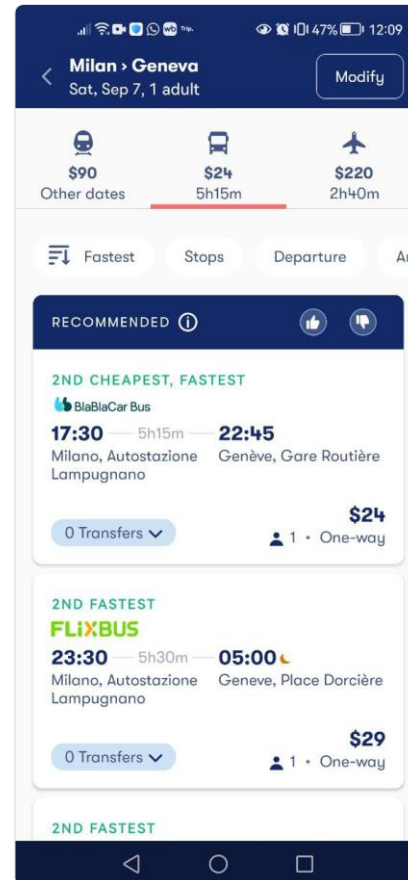 wb Trip. 47% 12:09
Milan › Geneva
Sat, Sep 7, 1 adult
Modify
$90
Other dates
$24
5h15m
$220
2h40m
Fastest Stops Departure
RECOMMENDED
2ND CHEAPEST, FASTEST
BlaBlaCar Bus
17:30 5h15m 22:45
Milano, Autostazione Lampugnano
Genève, Gare Routière
$24
0 Transfers
1 • One-way
2ND FASTEST
FLiXBUS
23:30 5h30m 05:00
Milano, Autostazione Lampugnano
Geneve, Place Dorcière
$29
0 Transfers
1 • One-way
2ND FASTEST